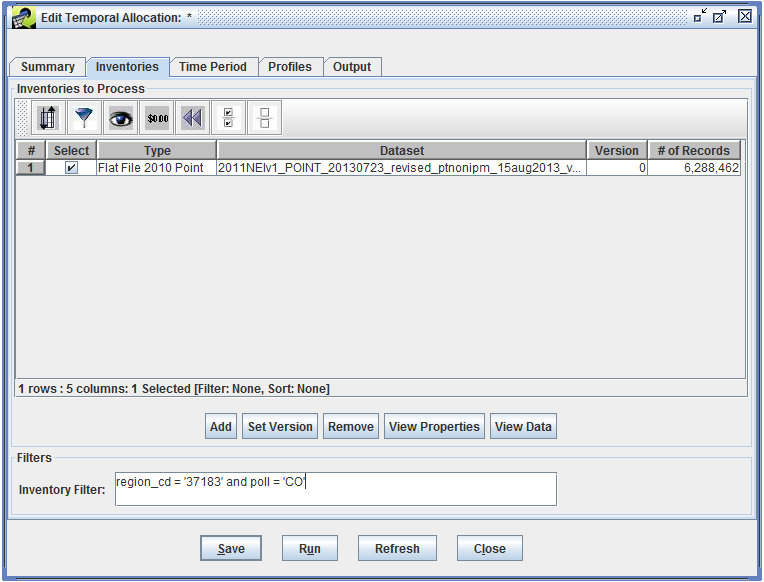 Edit Temporal Allocation: *
Summary Inventories Time Period Profiles Output
Inventories to Process
$000
# Select Type Dataset Version # of Records
1 Flat File 2010 Point 2011NEIv1_POINT_20130723_revised_ptnonipm_15aug2013_v... 0 6,288,462
1 rows : 5 columns: 1 Selected [Filter: None, Sort: None]
Add Set Version Remove View Properties View Data
Filters
Inventory Filter: region_cd = '37183' and poll = 'CO'
Save Run Refresh Close